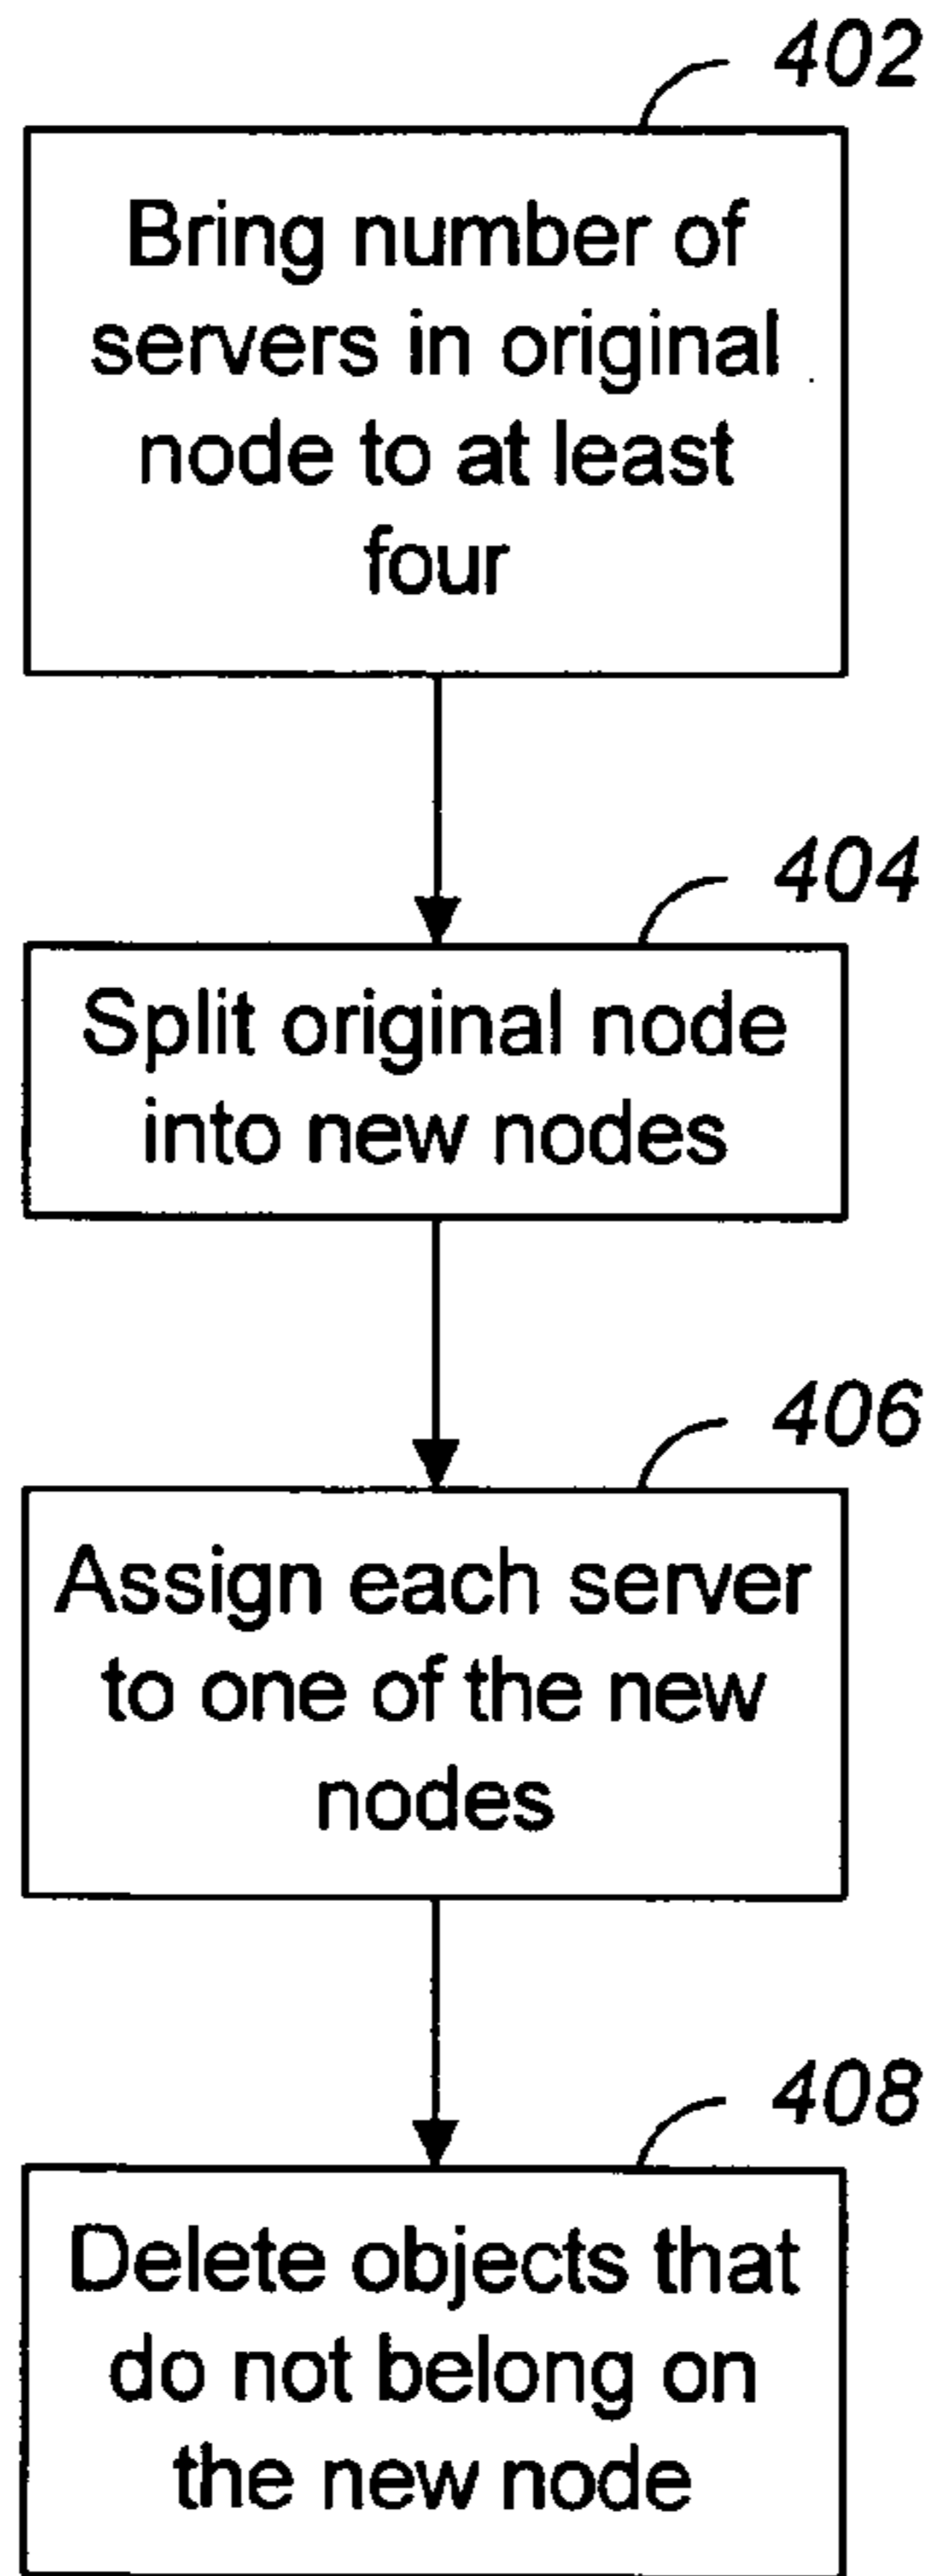 402
Bring number of
servers in original
node to at least
four
404
Split original node
into new nodes
406
Assign each server
to one of the new
nodes
408
Delete objects that
do not belong on
the new node